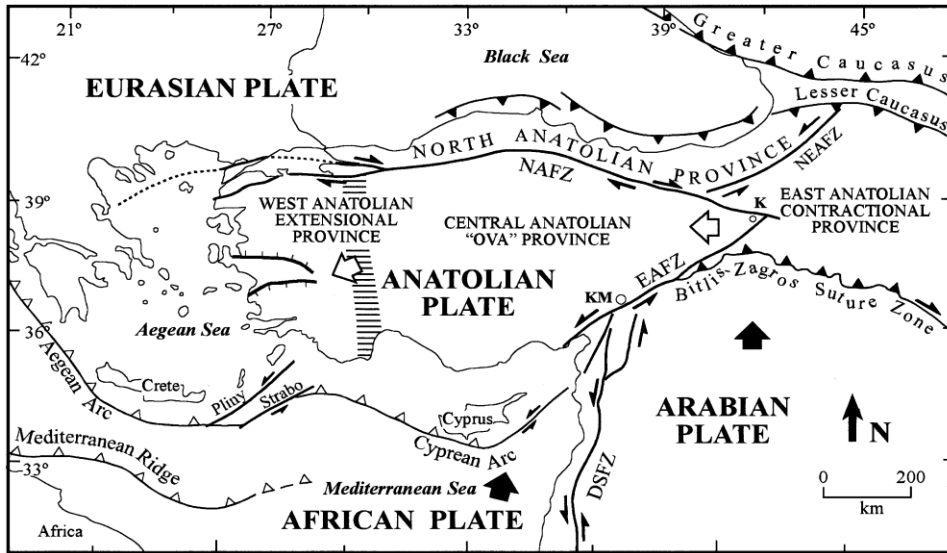 21° 27° 33° 39° 45°
42°
Black Sea
Greater Caucasus
Lesser Caucasus
EURASIAN PLATE
NORTH ANATOLIAN PROVINCE
NAFZ
NEAFZ
39°
K
EAST ANATOLIAN
CONTRACTIONAL
PROVINCE
WEST ANATOLIAN
EXTENSIONAL
PROVINCE
CENTRAL ANATOLIAN
“OVA” PROVINCE
ANATOLIAN
PLATE
EAFZ
KM
Bitlis-Zagros Suture Zone
36°
Aegean Sea
Aegean Arc
Crete
Pliny
Strabo
Cyprus
Cyprean Arc
ARABIAN
PLATE
N
Mediterranean Ridge
33°
Mediterranean Sea
DSFZ
0 200
km
Africa
AFRICAN PLATE